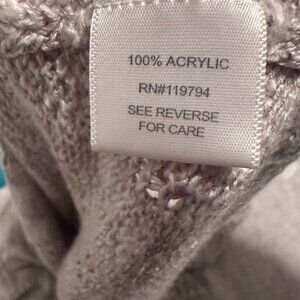 100% ACRYLIC
RN#119794
SEE REVERSE
FOR CARE